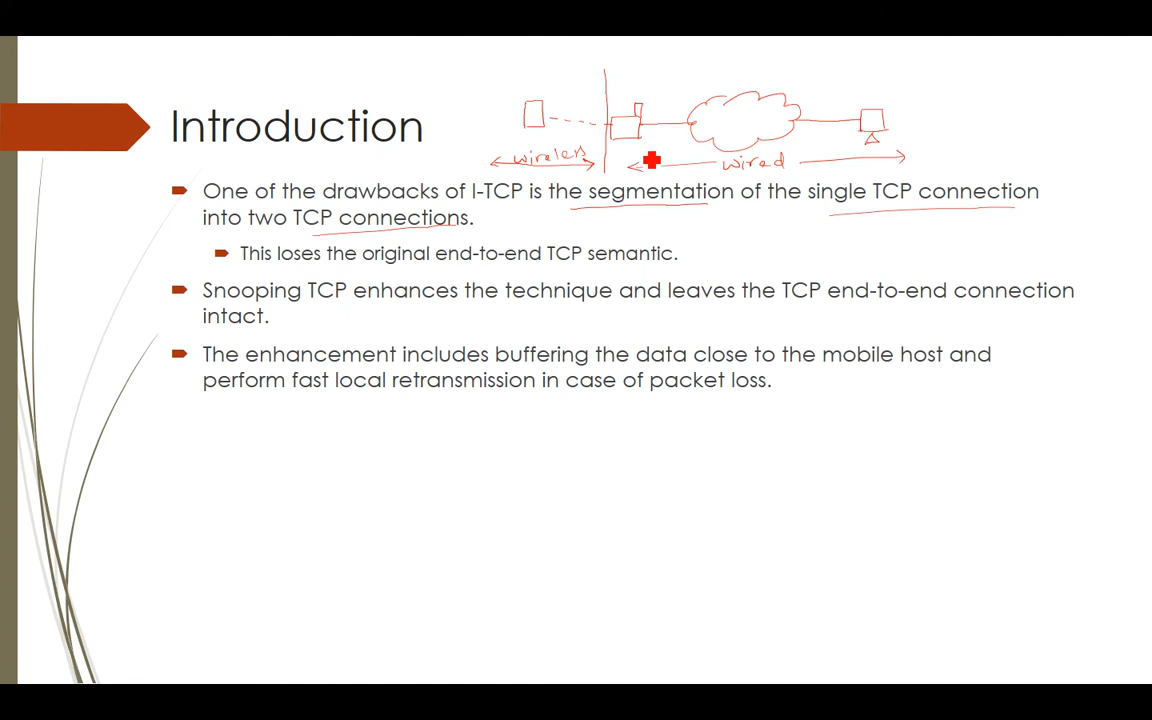 Introduction
wireless
wired
One of the drawbacks of I-TCP is the segmentation of the single TCP connection
into two TCP connections.
This loses the original end-to-end TCP semantic.
Snooping TCP enhances the technique and leaves the TCP end-to-end connection
intact.
The enhancement includes buffering the data close to the mobile host and
perform fast local retransmission in case of packet loss.